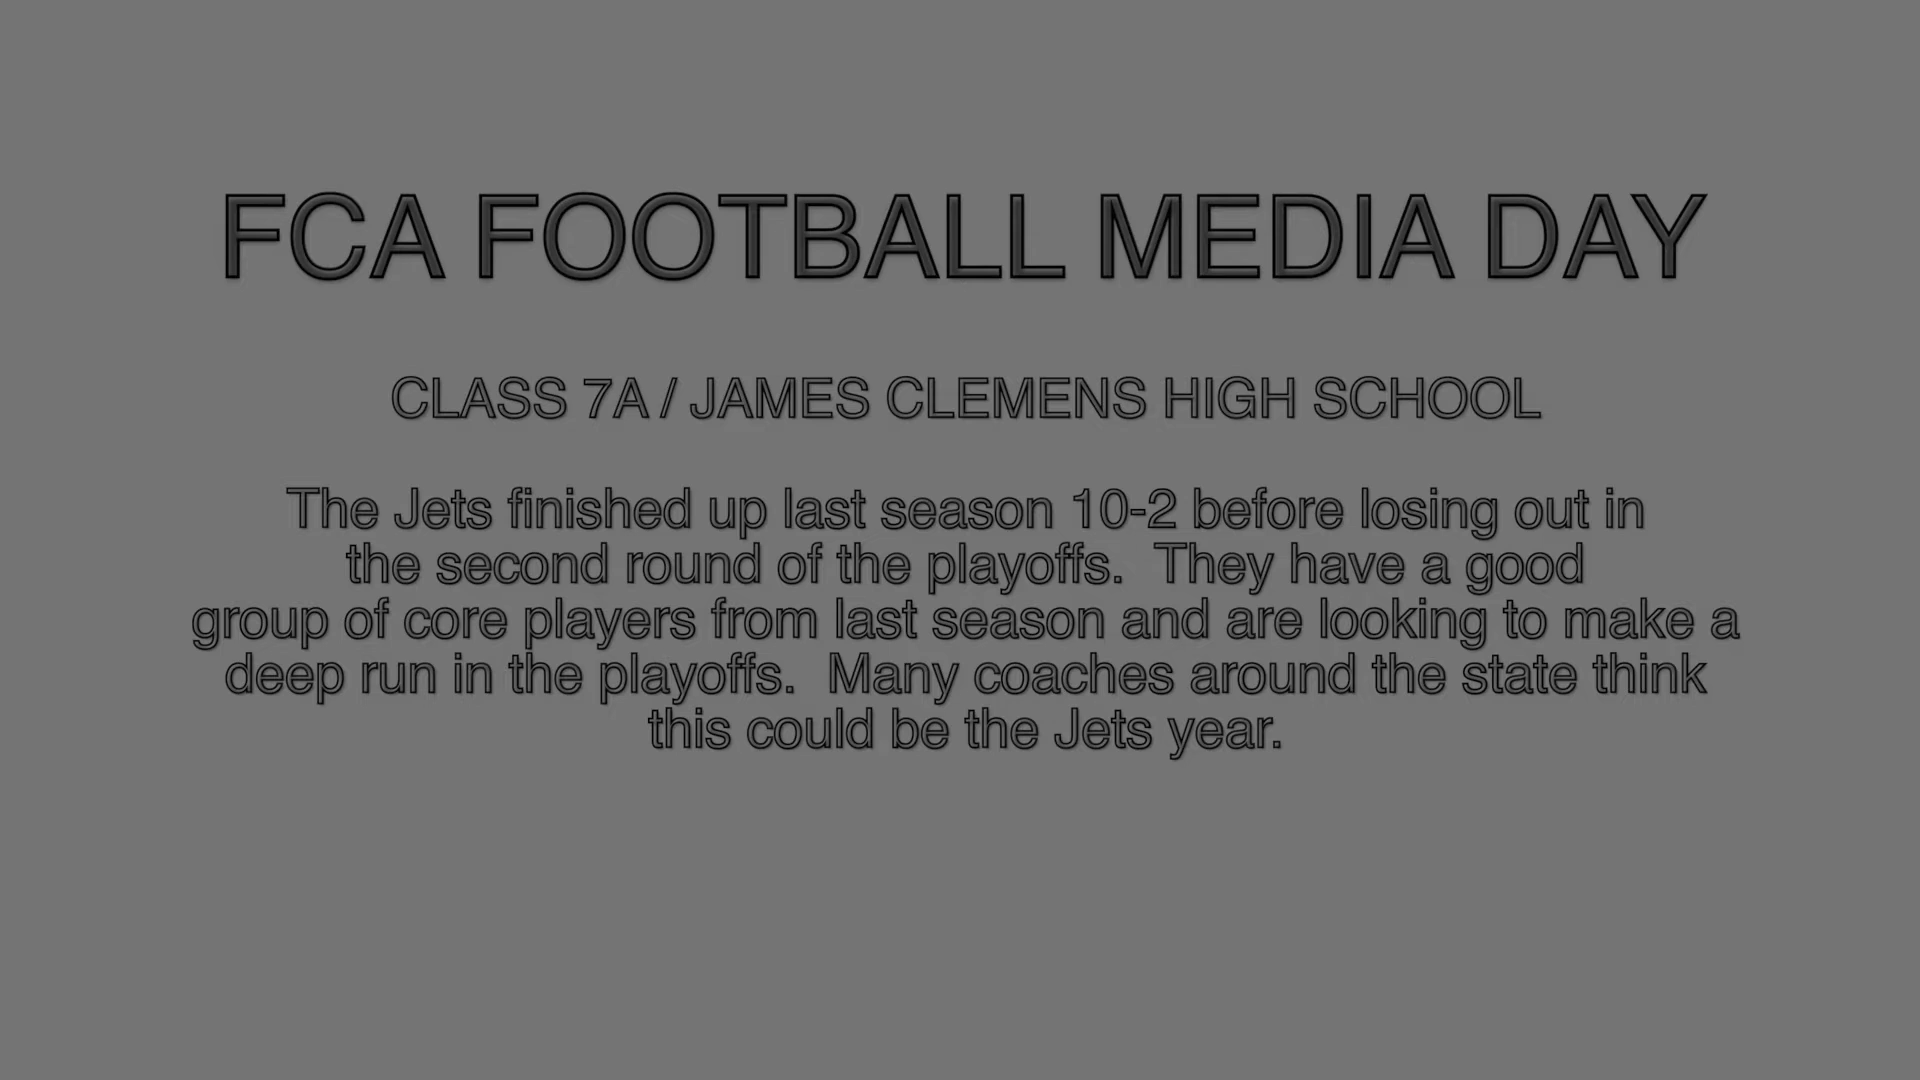 FCA FOOTBALL MEDIA DAY
CLASS 7A / JAMES CLEMENS HIGH SCHOOL
The Jets finished up last season 10-2 before losing out in
the second round of the playoffs.  They have a good
group of core players from last season and are looking to make a
deep run in the playoffs.  Many coaches around the state think
this could be the Jets year.